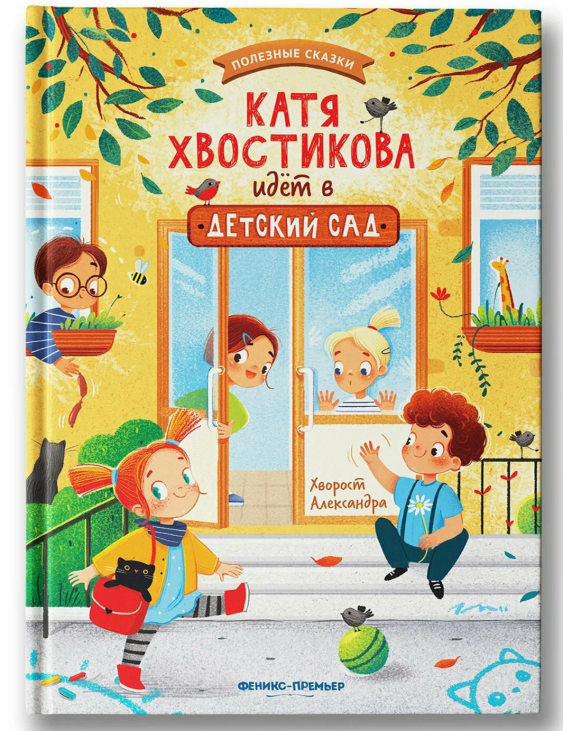 ПОЛЕЗНЫЕ СКАЗКИ
КАТЯ
ХВОСТИКОВА
идёт в
ДЕТСКИЙ САД
Хворост
Александра
ФЕНИКС-ПРЕМЬЕР